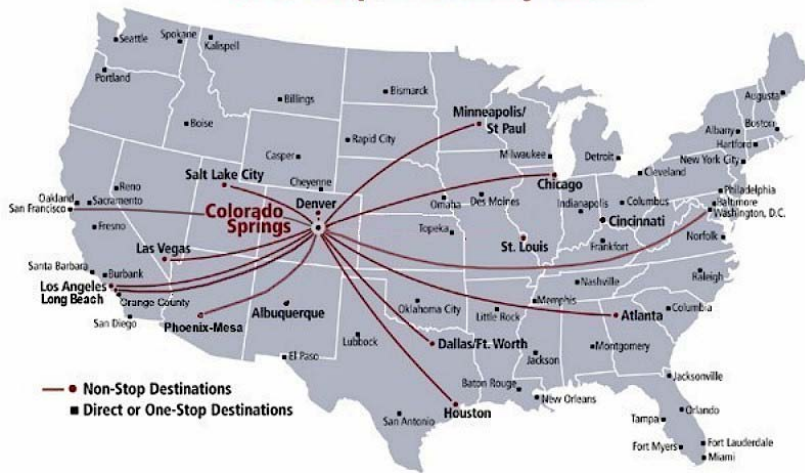 Seattle
Spokane
Kalispell
Portland
Bismarck
Billings
Augusta
Minneapolis/
St Paul
Boise
Rapid City
Albany
Boston
Hartford
Casper
Milwaukee
Detroit
New York City
Salt Lake City
Cheyenne
Cleveland
Reno
Chicago
Oakland
Sacramento
San Francisco
Denver
Omaha
Des Moines
Indianapolis
Columbus
Philadelphia
Baltimore
Washington, D.C.
Colorado
Springs
Fresno
Topeka
Cincinnati
Las Vegas
St. Louis
Frankfort
Norfolk
Santa Barbara
Burbank
Nashville
Raleigh
Los Angeles
Long Beach
Orange County
Oklahoma City
Memphis
Little Rock
Columbia
Albuquerque
Atlanta
San Diego
Phoenix-Mesa
Lubbock
Dallas/Ft. Worth
Montgomery
El Paso
Jackson
Non-Stop Destinations
Jacksonville
Baton Rouge
New Orleans
Direct or One-Stop Destinations
Houston
San Antonio
Orlando
Tampa
Fort Myers
Fort Lauderdale
Miami